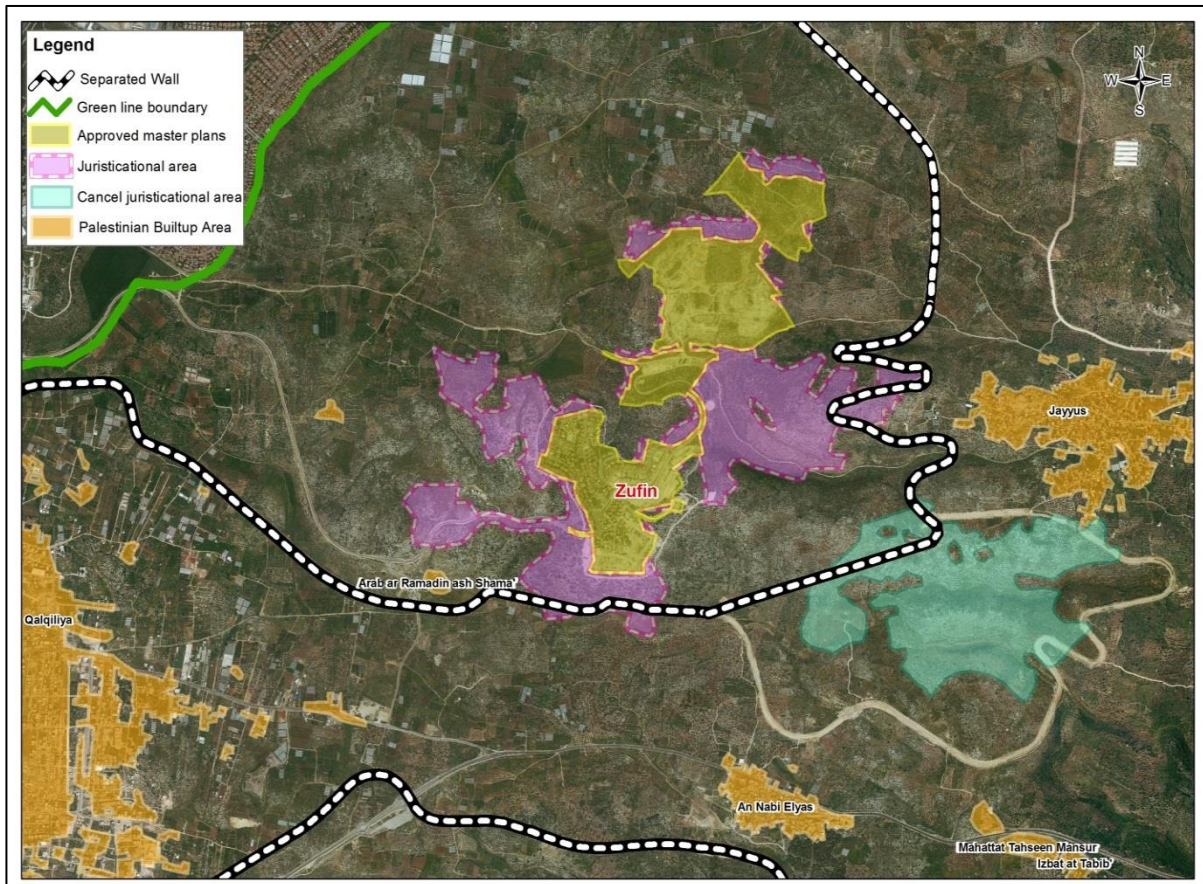 Legend
Separated Wall
Green line boundary
Approved master plans
Juristicational area
Cancel juristicational area
Palestinian Builtup Area
N
W E
S
Jayyus
Zufin
Arab ar Ramadin ash Shama'
Qalqiliya
An Nabi Elyas
Mahattat Tahseen Mansur
Izbat at Tabib'